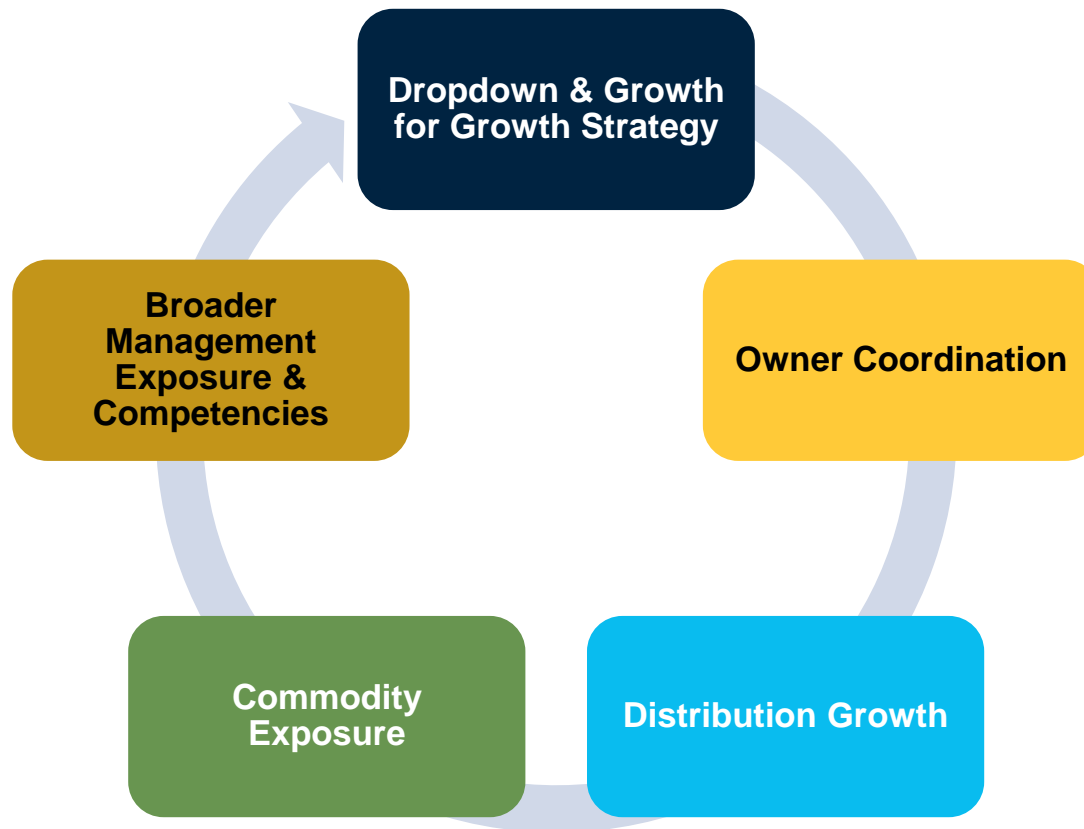 Dropdown & Growth
for Growth Strategy
Owner Coordination
Distribution Growth
Commodity
Exposure
Broader
Management
Exposure &
Competencies